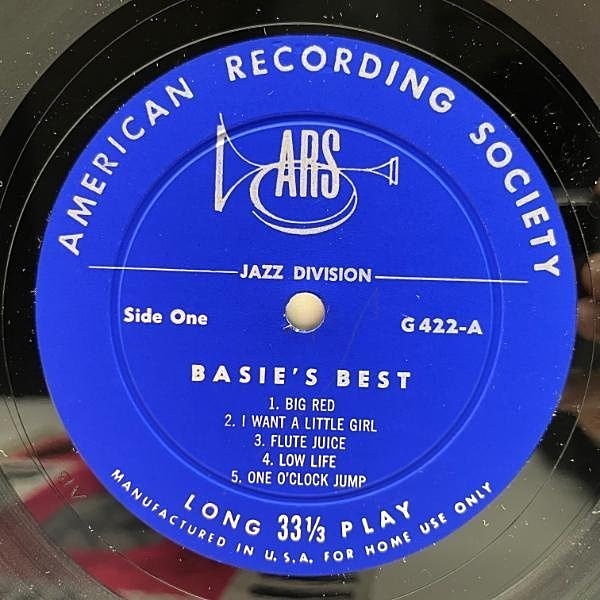 AMERICAN RECORDING SOCIETY
ARS
JAZZ DIVISION
Side One
G422-A
BASIE'S BEST
1. BIG RED
2. I WANT A LITTLE GIRL
3. FLUTE JUICE
4. LOW LIFE
5. ONE O'CLOCK JUMP
LONG 33⅓ PLAY
MANUFACTURED IN U.S.A. FOR HOME USE ONLY